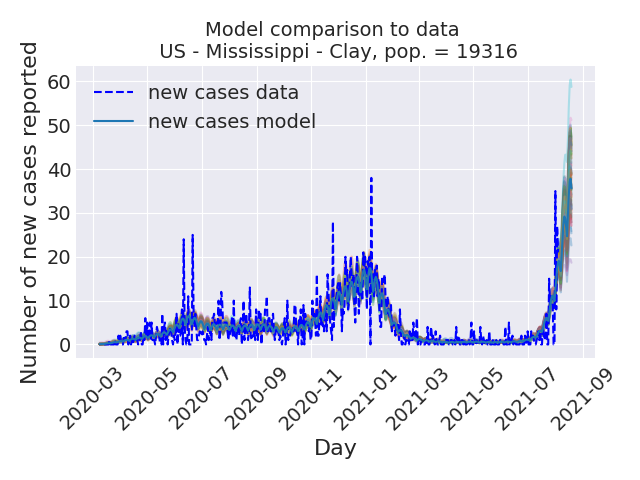 Model comparison to data
US - Mississippi - Clay, pop. = 19316
Number of new cases reported
60
50
40
30
20
10
0
new cases data
new cases model
2020-03
2020-05
2020-07
2020-09
2020-11
2021-01
2021-03
2021-05
2021-07
2021-09
Day